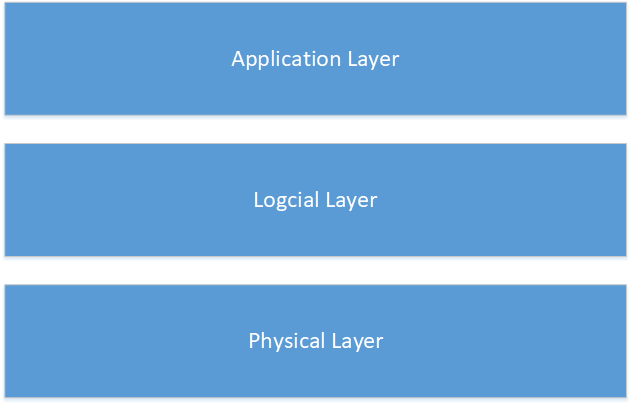 Application Layer
Logcial Layer
Physical Layer